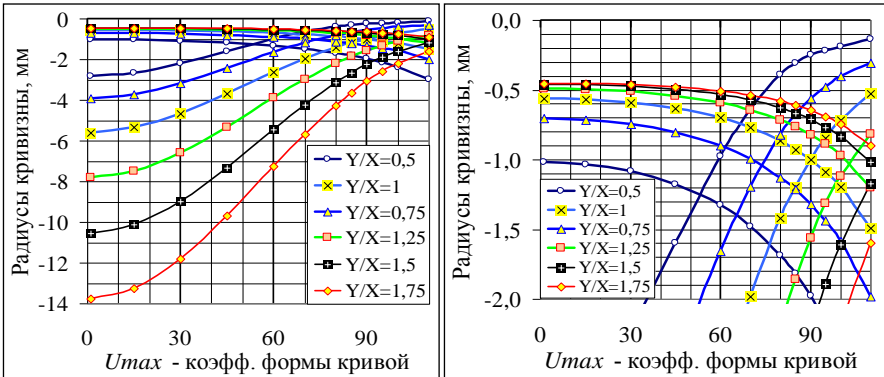 Радиусы кривизны, мм
0
-2
-4
-6
-8
-10
-12
-14
0
30
60
90
Y/X=0,5
Y/X=1
Y/X=0,75
Y/X=1,25
Y/X=1,5
Y/X=1,75
Umax - коэфф. формы кривой
Радиусы кривизны, мм
0,0
-0,5
-1,0
-1,5
-2,0
0
30
60
90
Y/X=0,5
Y/X=1
Y/X=0,75
Y/X=1,25
Y/X=1,5
Y/X=1,75
Umax - коэфф. формы кривой